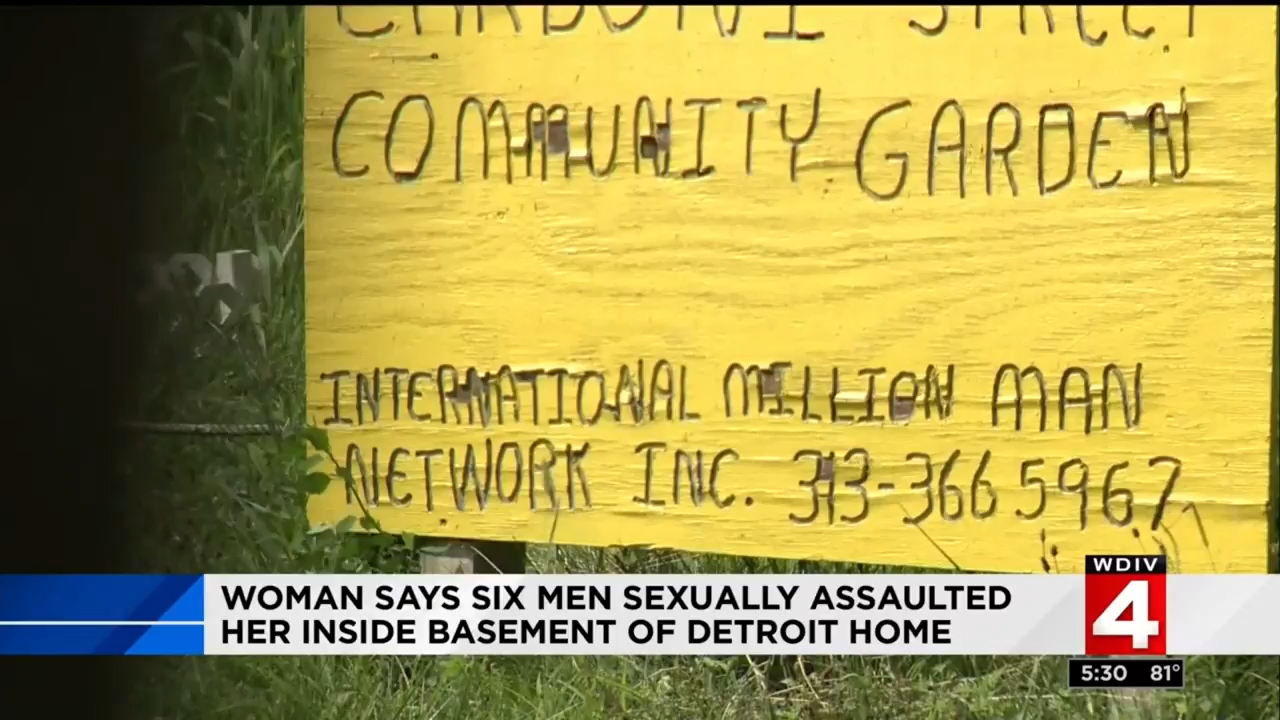 COMMUNITY GARDEN
INTERNATIONAL MILLION MAN
NETWORK INC. 313-366 5967
WDIV
4
WOMAN SAYS SIX MEN SEXUALLY ASSAULTED
HER INSIDE BASEMENT OF DETROIT HOME
5:30 81°